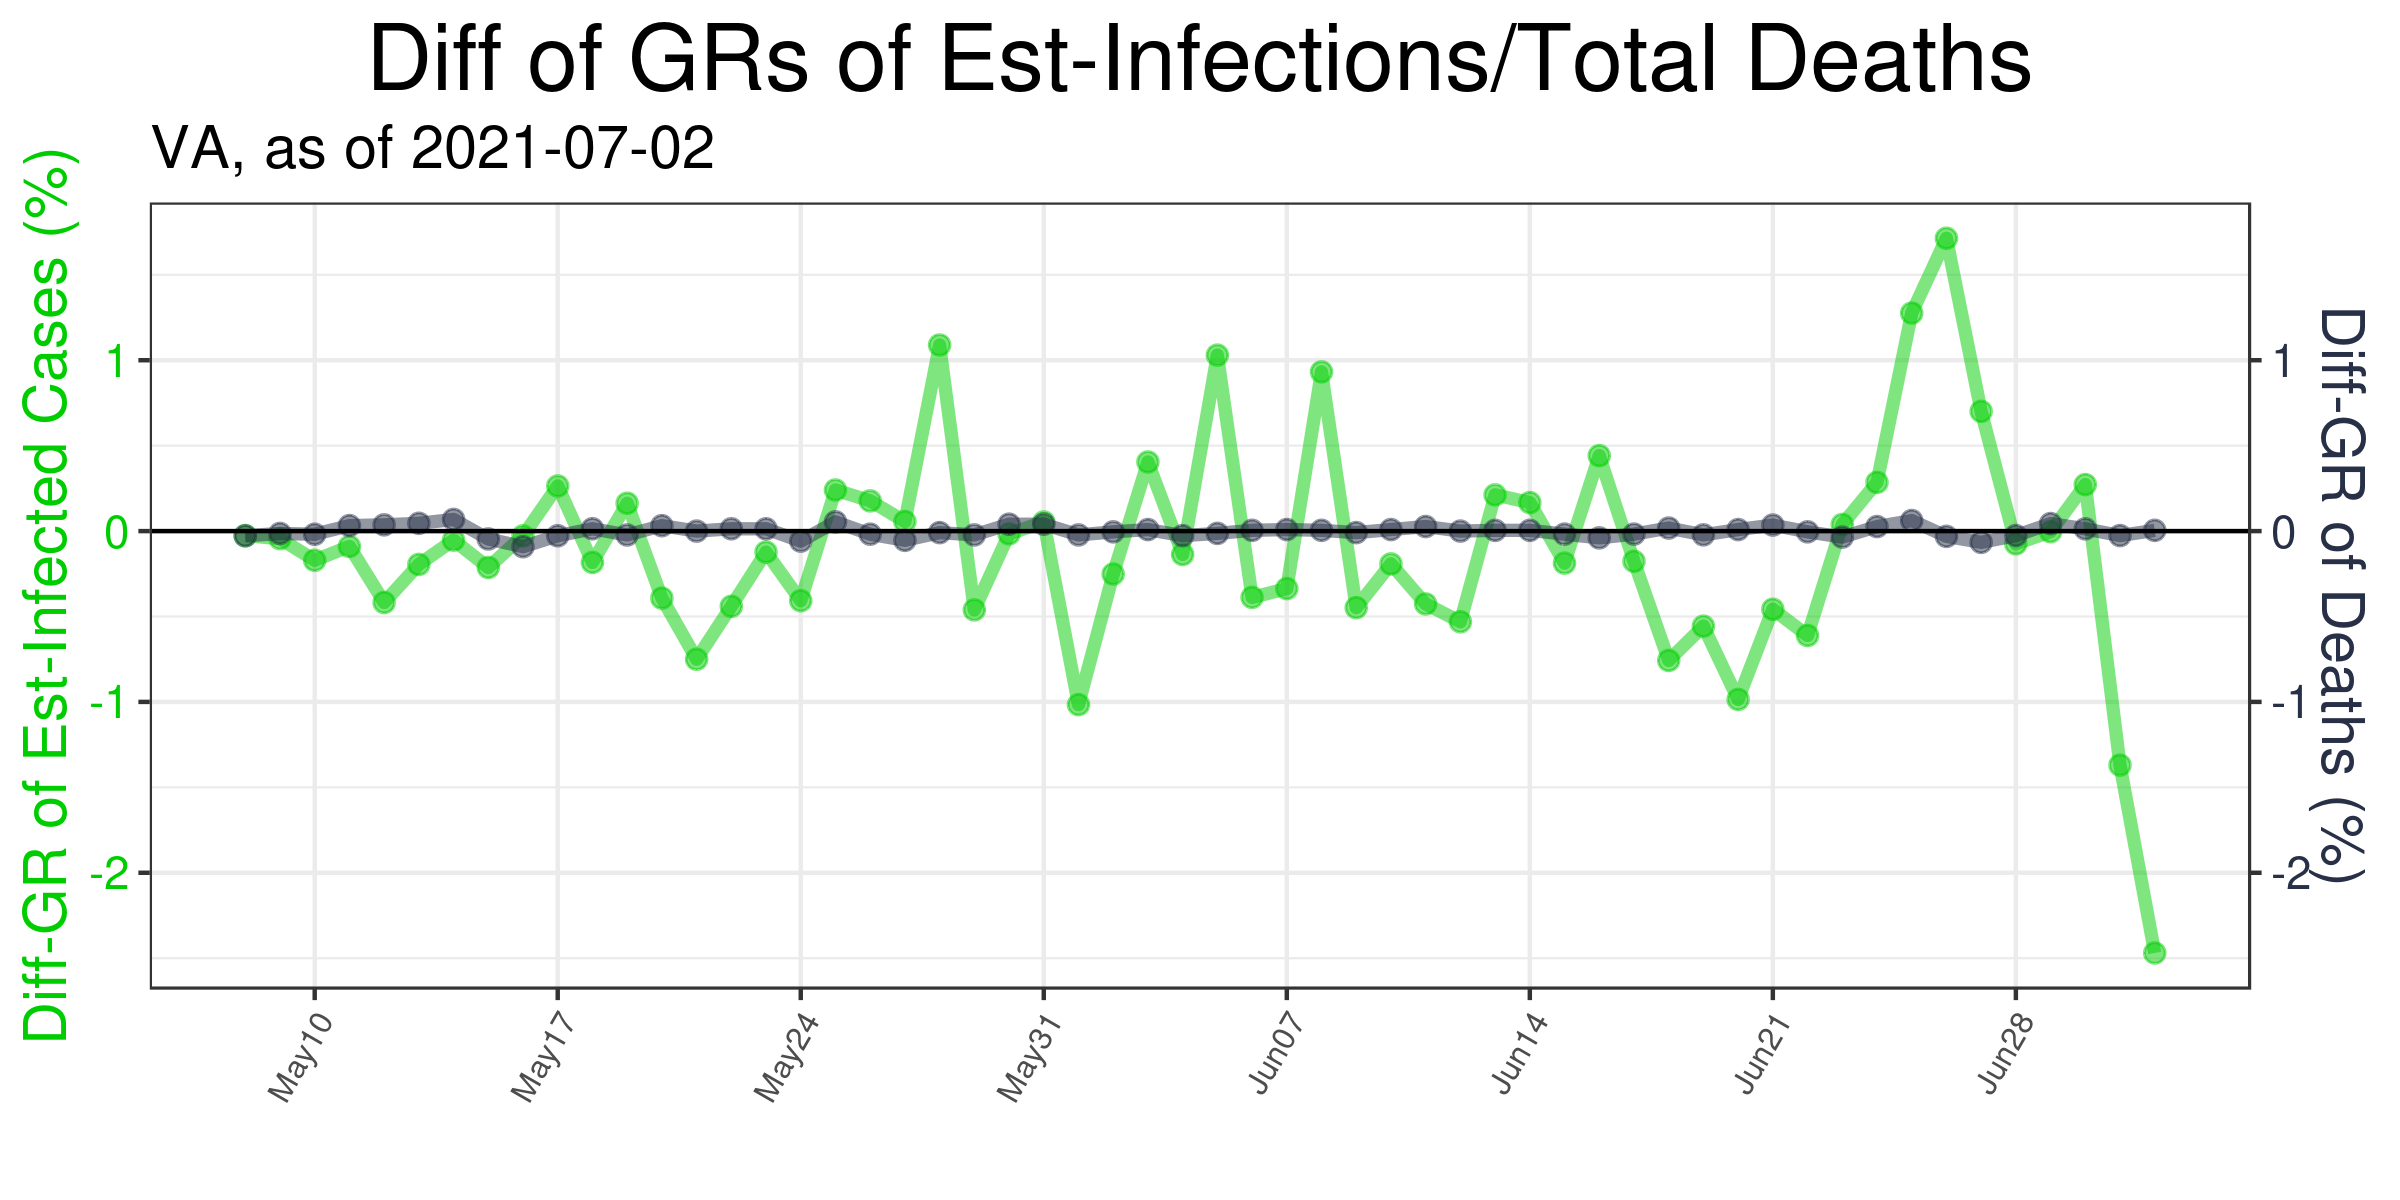 Diff of GRs of Est-Infections/Total Deaths
VA, as of 2021-07-02
Diff-GR of Est-Infected Cases (%)
1
0
-1
-2
1
0
-1
-2
Diff-GR of Deaths (%)
May10
May17
May24
May31
Jun07
Jun14
Jun21
Jun28